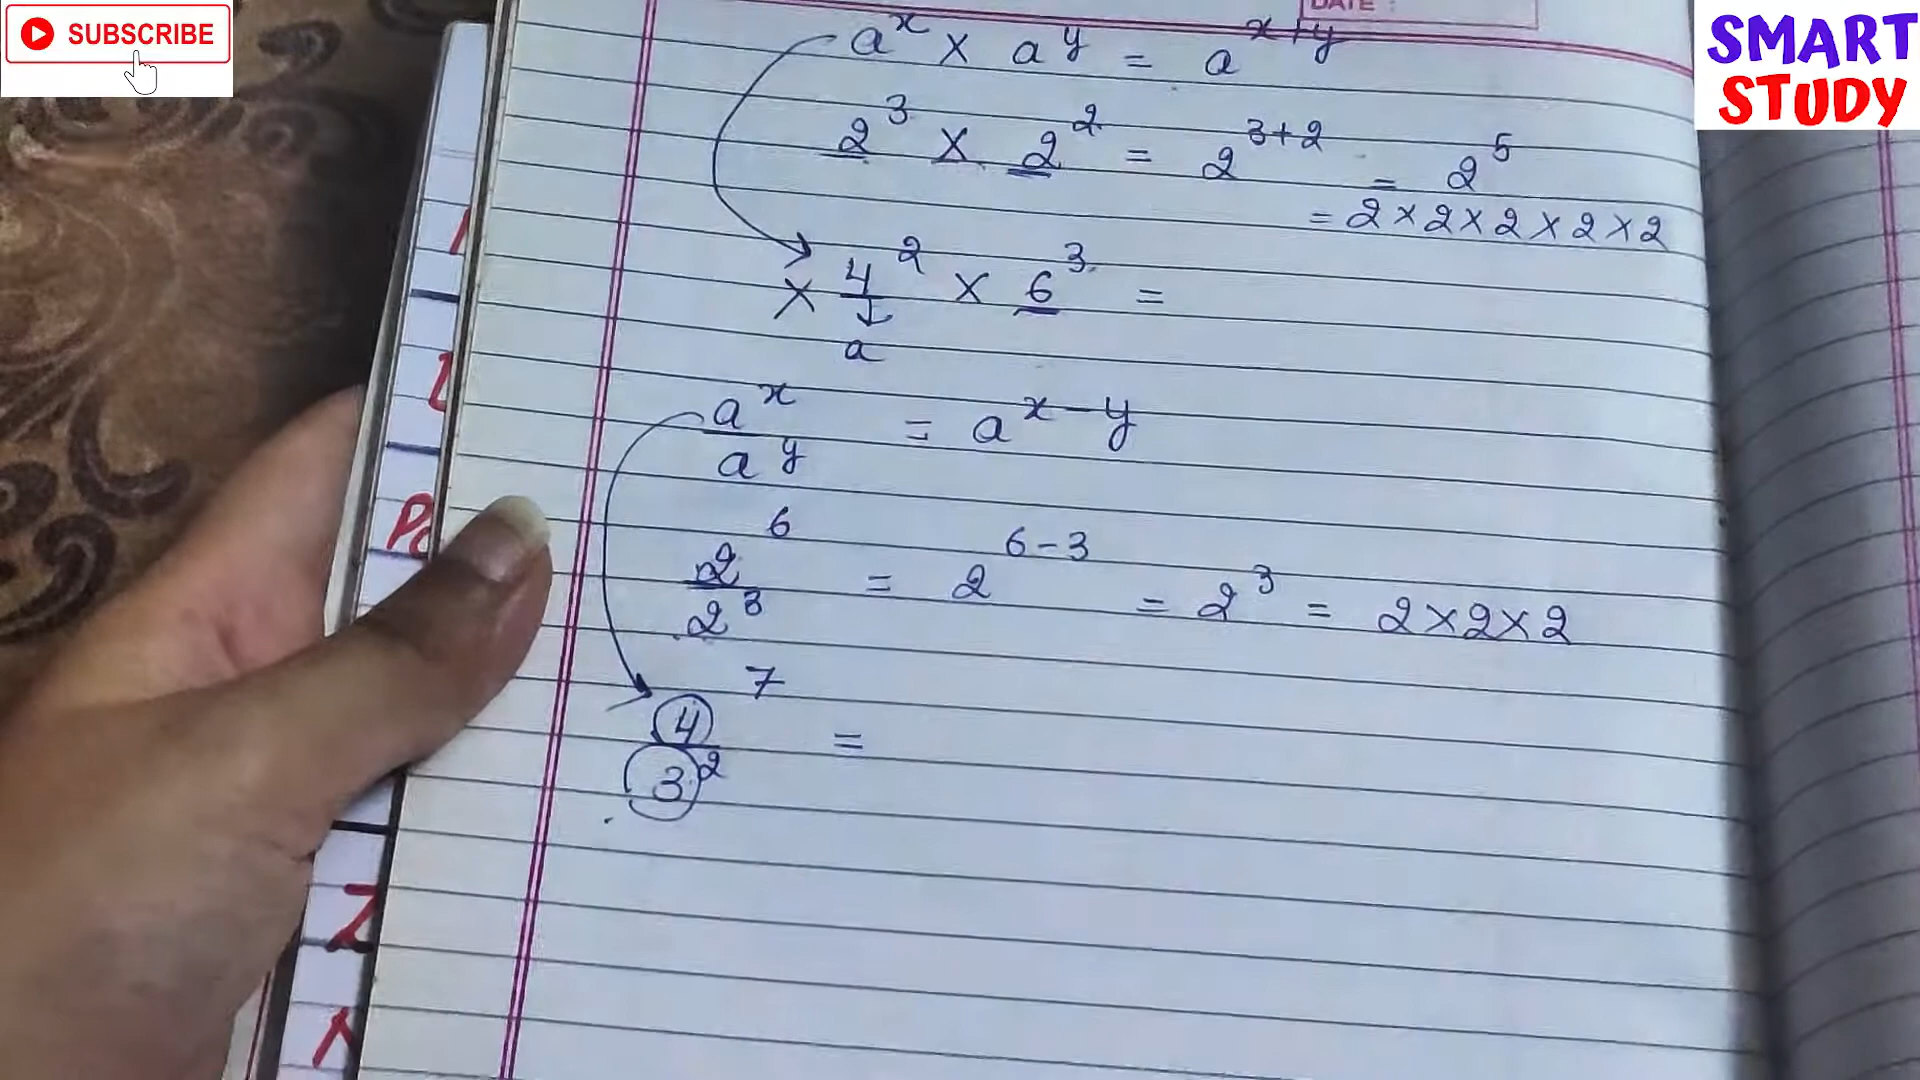 SUBSCRIBE
SMART
STUDY
DATE :
a^x × a^y = a^(x+y)
2^3 × 2^2 = 2^(3+2) = 2^5
= 2×2×2×2×2
× 4^2 × 6^3 =
a
a^x / a^y = a^(x-y)
2^6 / 2^3 = 2^(6-3) = 2^3 = 2×2×2
4^7 / 3^2 =